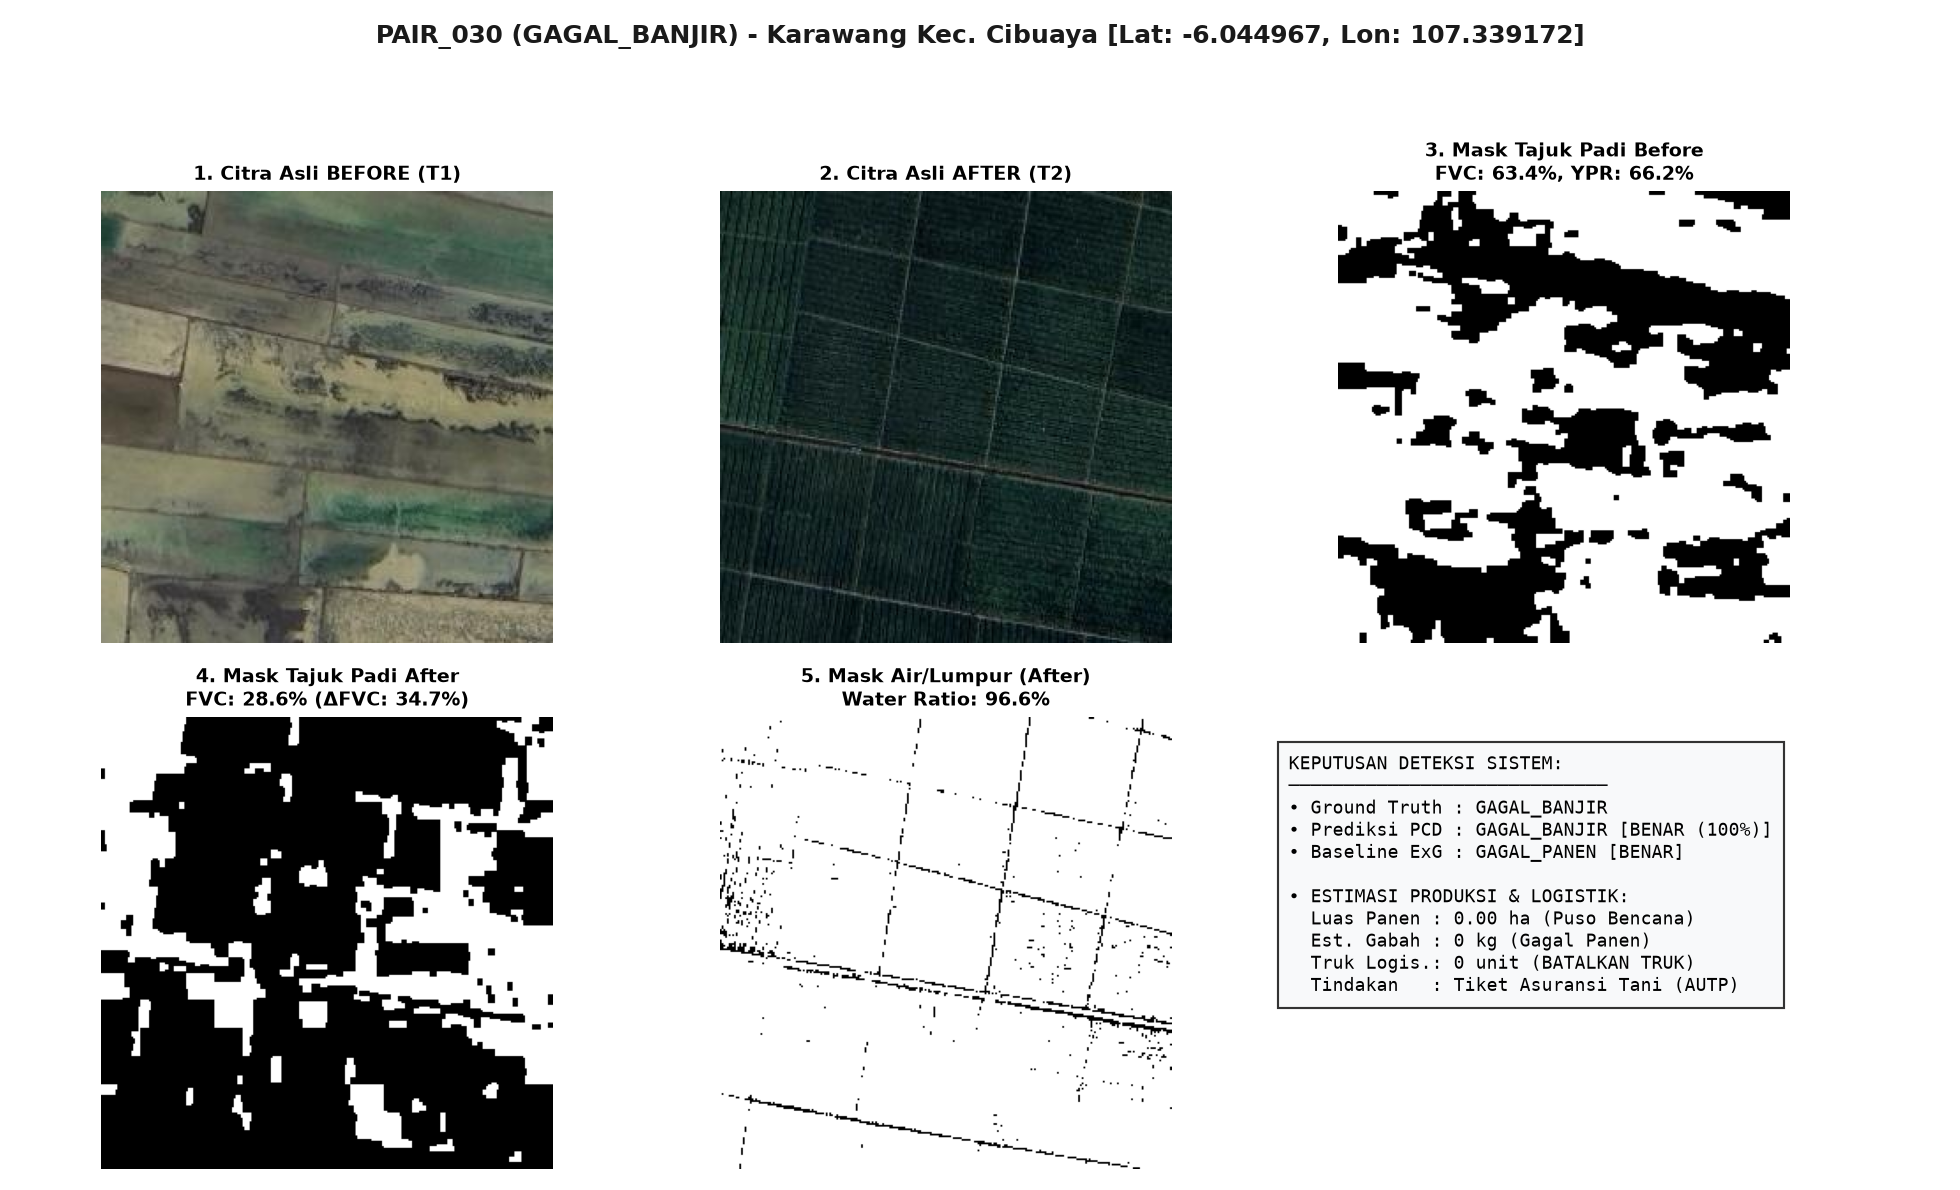 PAIR_030 (GAGAL_BANJIR) - Karawang Kec. Cibuaya [Lat: -6.044967, Lon: 107.339172]
1. Citra Asli BEFORE (T1)
2. Citra Asli AFTER (T2)
3. Mask Tajuk Padi Before
FVC: 63.4%, YPR: 66.2%
4. Mask Tajuk Padi After
FVC: 28.6% (ΔFVC: 34.7%)
5. Mask Air/Lumpur (After)
Water Ratio: 96.6%
KEPUTUSAN DETEKSI SISTEM:
• Ground Truth : GAGAL_BANJIR
• Prediksi PCD : GAGAL_BANJIR [BENAR (100%)]
• Baseline ExG : GAGAL_PANEN [BENAR]
• ESTIMASI PRODUKSI & LOGISTIK:
Luas Panen : 0.00 ha (Puso Bencana)
Est. Gabah : 0 kg (Gagal Panen)
Truk Logis.: 0 unit (BATALKAN TRUK)
Tindakan   : Tiket Asuransi Tani (AUTP)